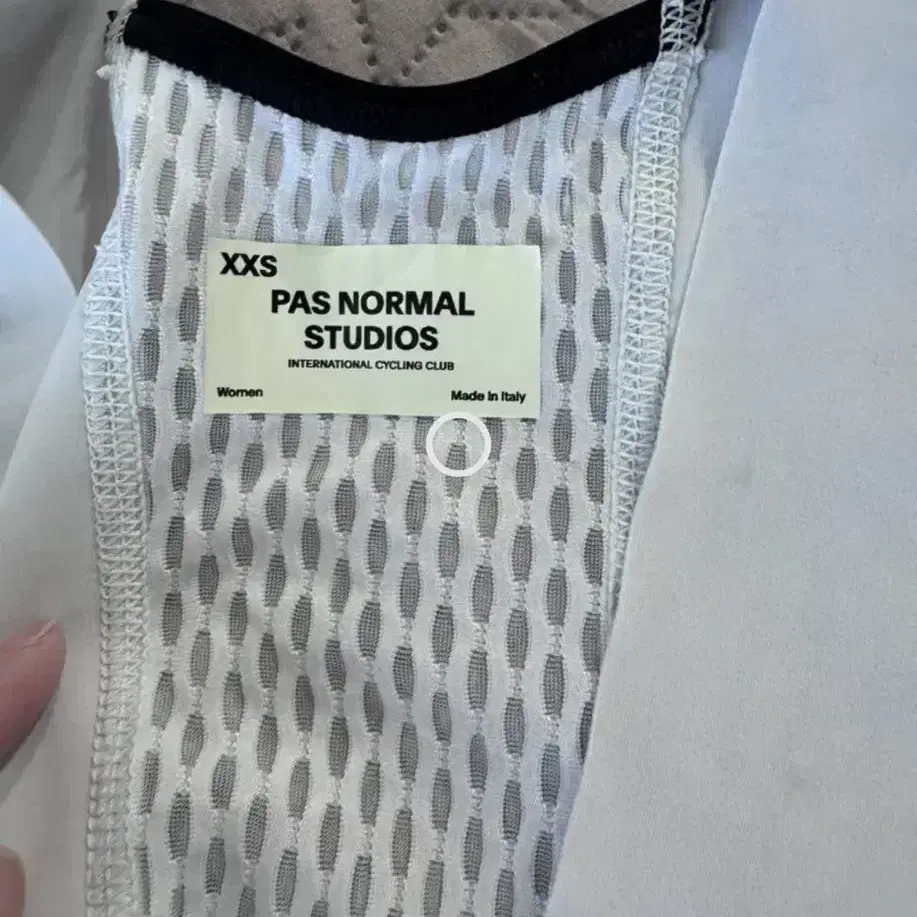 XXS
PAS NORMAL
STUDIOS
INTERNATIONAL CYCLING CLUB
Women Made in Italy